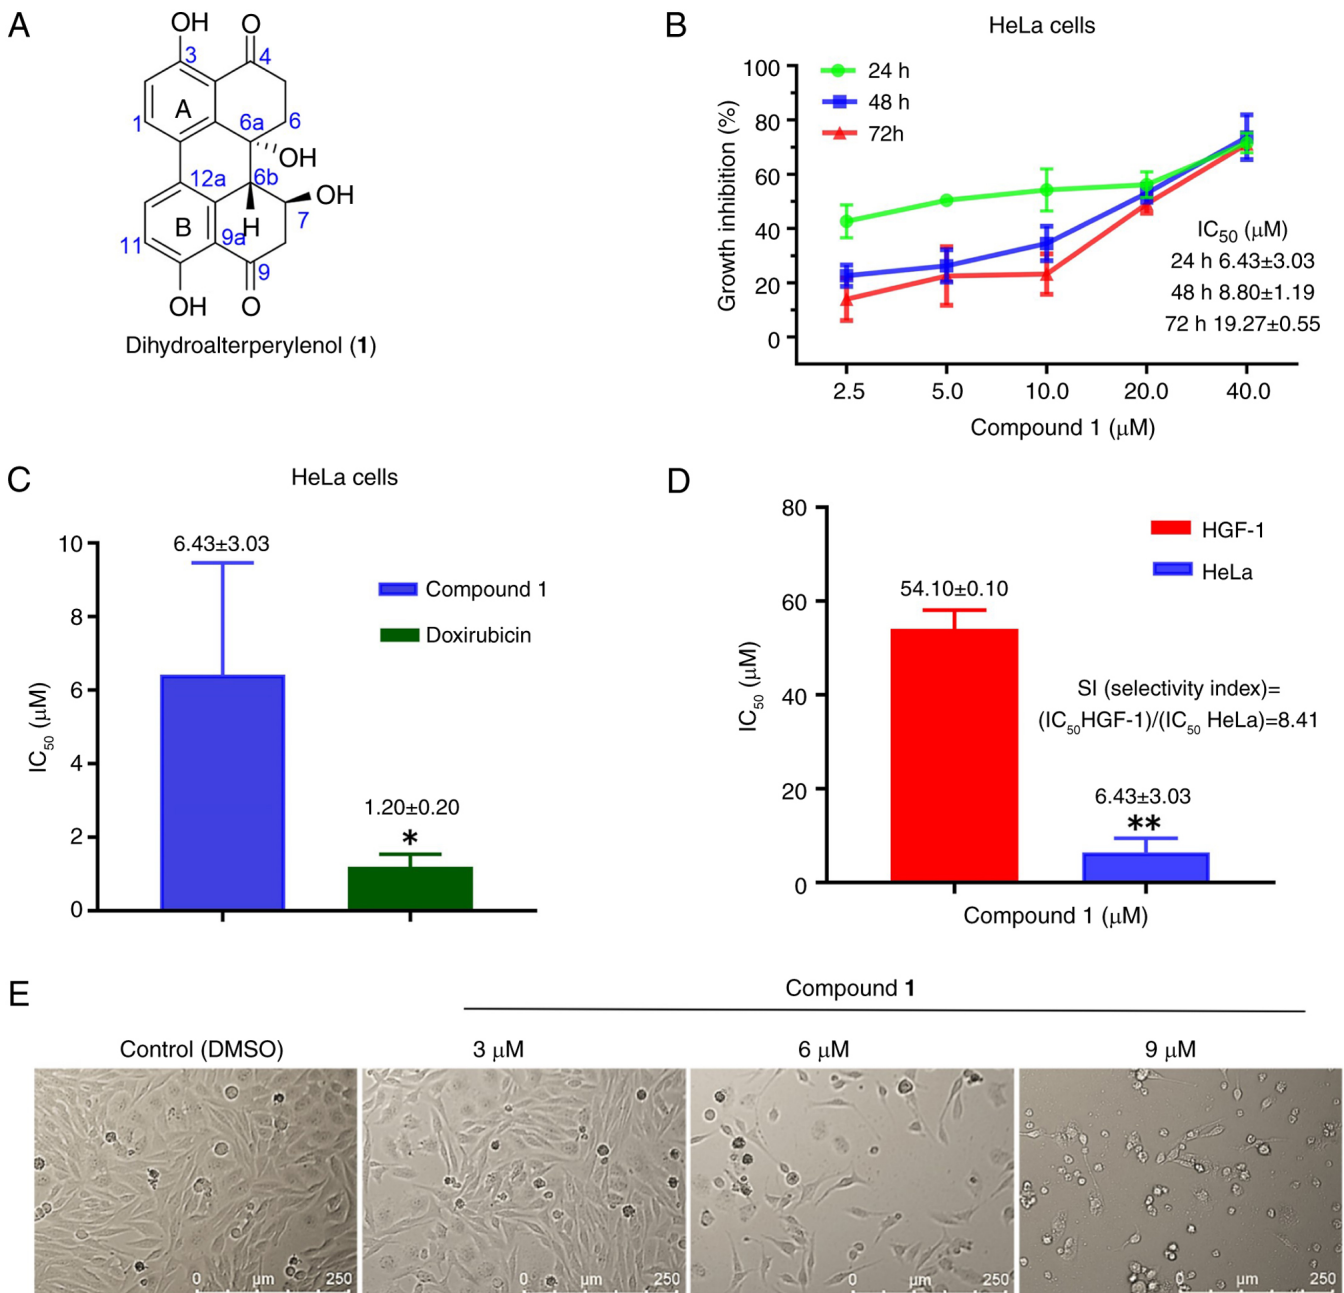 A
OH
O
3
4
A
1
6a
6
OH
12a
6b
OH
H
7
B
11
9a
9
OH
O
Dihydroalterperylenol (1)
B
HeLa cells
Growth inhibition (%)
100
80
60
40
20
0
24 h
48 h
72h
IC50 (μM)
24 h 6.43±3.03
48 h 8.80±1.19
72 h 19.27±0.55
2.5 5.0 10.0 20.0 40.0
Compound 1 (μM)
C
HeLa cells
IC50 (μM)
10
8
6
4
2
0
6.43±3.03
1.20±0.20
*
Compound 1
Doxirubicin
D
IC50 (μM)
80
60
40
20
0
54.10±0.10
6.43±3.03
**
HGF-1
HeLa
SI (selectivity index)=
(IC50HGF-1)/(IC50 HeLa)=8.41
Compound 1 (μM)
E
Compound 1
Control (DMSO) 3 μM 6 μM 9 μM
0 μm 250
0 μm 250
0 μm 250
0 μm 250